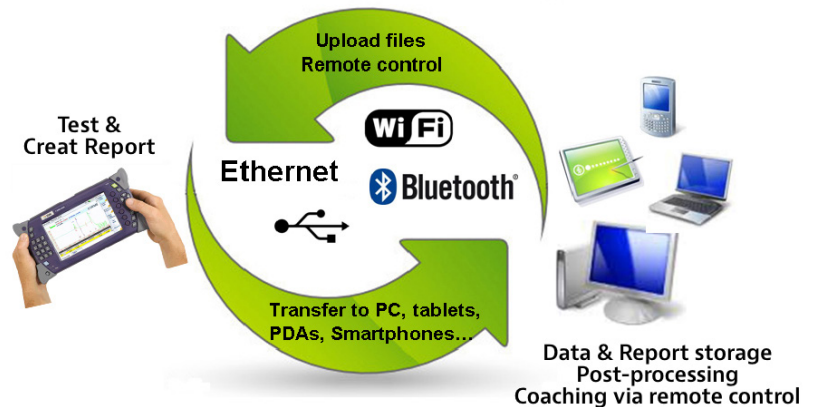 Upload files
Remote control
Test &
Creat Report
WiFi
Ethernet
Bluetooth®
Transfer to PC, tablets,
PDAs, Smartphones...
Data & Report storage
Post-processing
Coaching via remote control